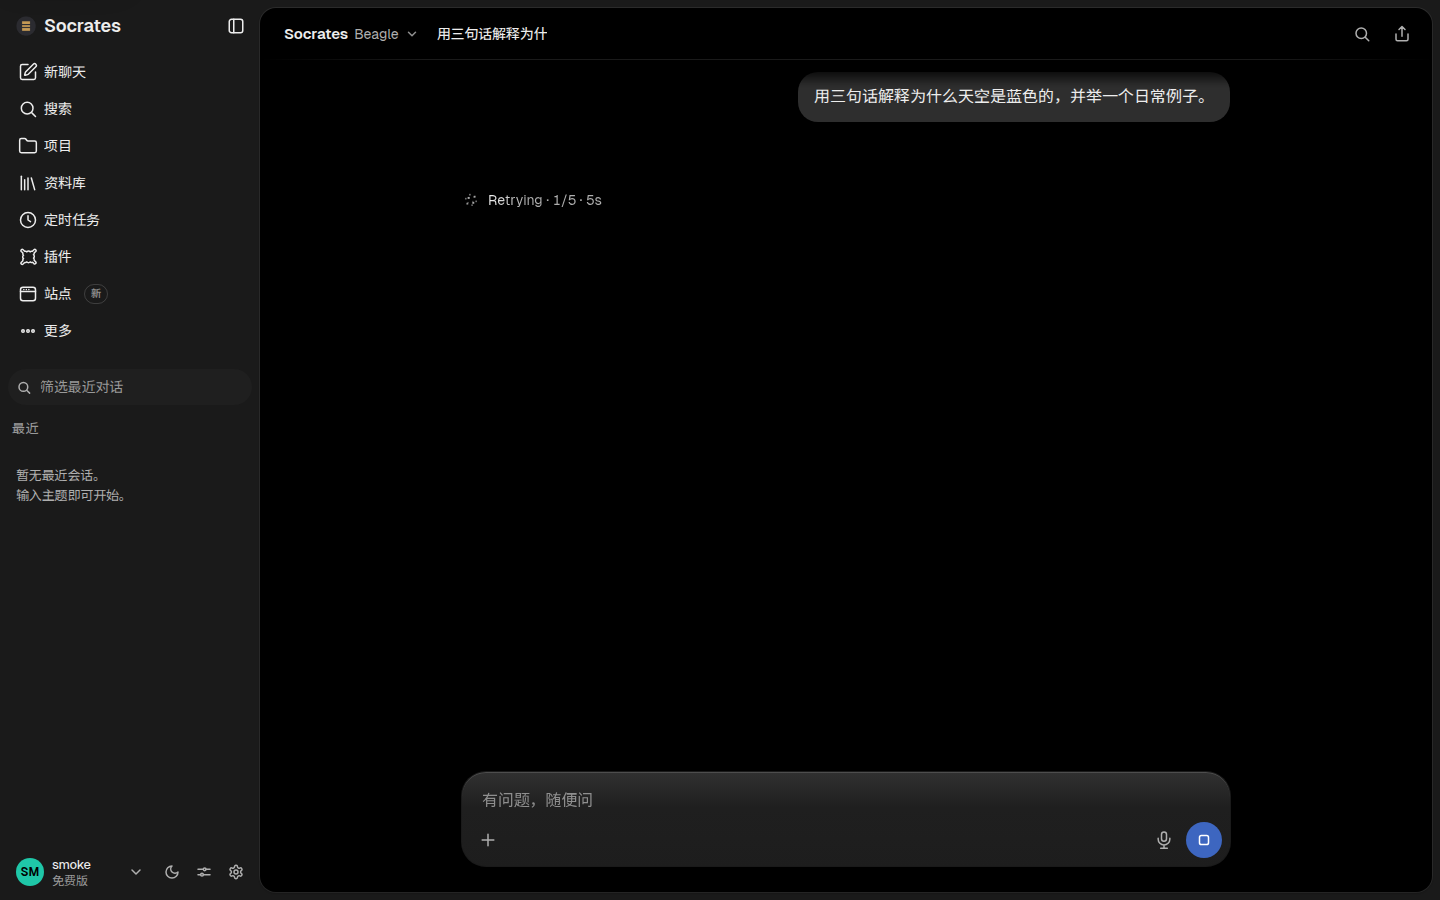 Socrates
新聊天
搜索
项目
资料库
定时任务
插件
站点 新
更多
筛选最近对话
最近
暂无最近会话。
输入主题即可开始。
SM
smoke
免费版
Socrates Beagle
用三句话解释为什
用三句话解释为什么天空是蓝色的，并举一个日常例子。
Retrying · 1/5 · 5s
有问题，随便问